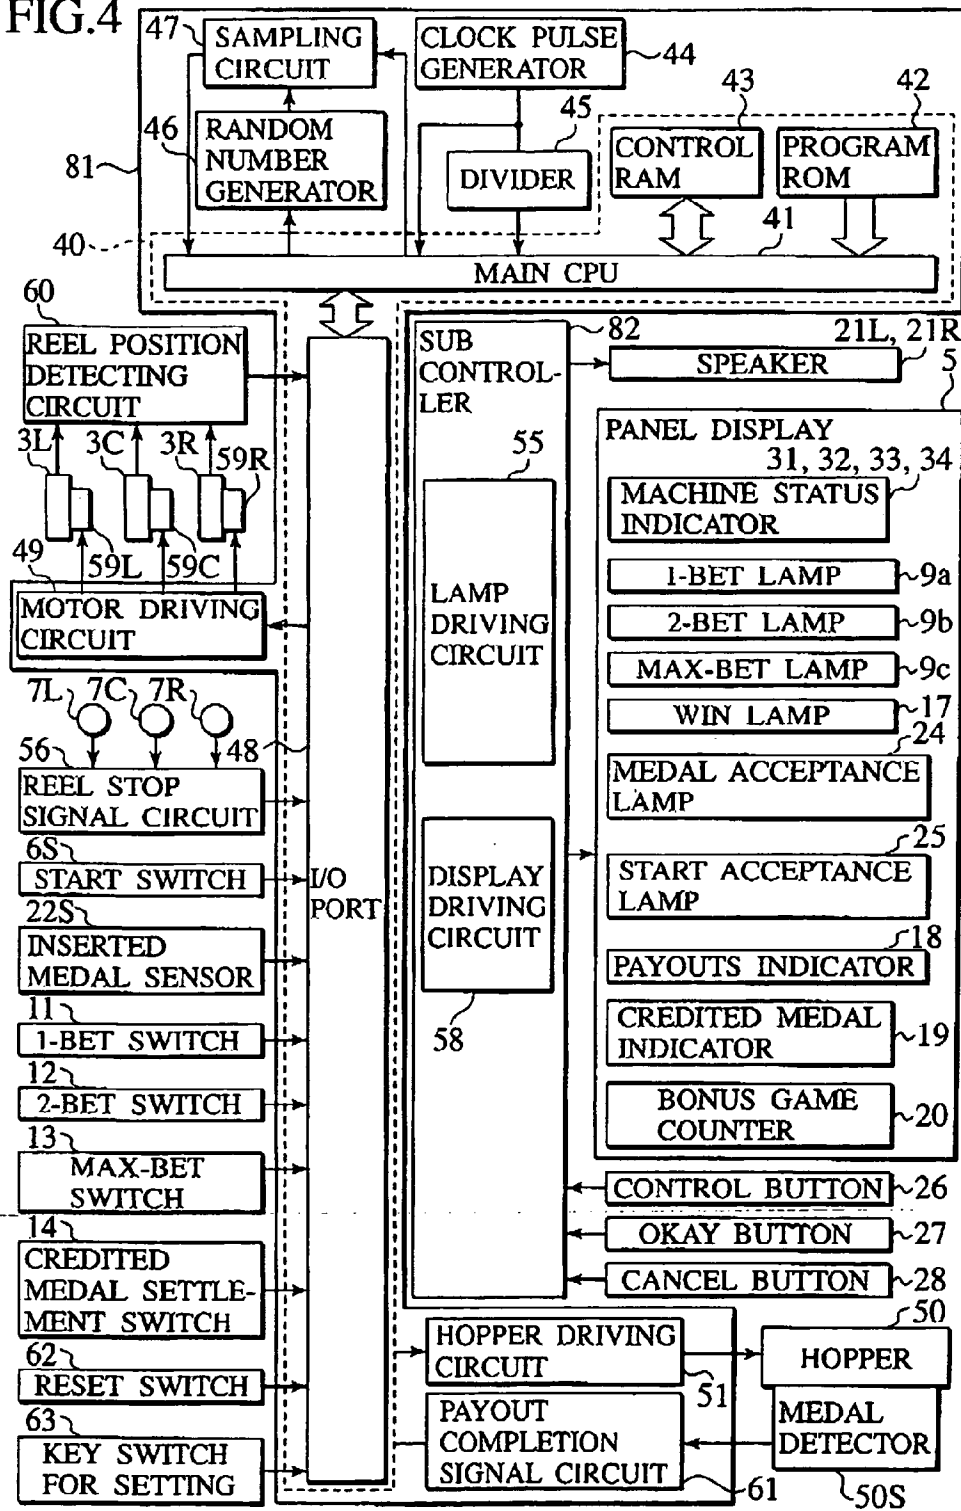 FIG.4
47
SAMPLING
CIRCUIT
CLOCK PULSE
GENERATOR
44
43
42
46
RANDOM
NUMBER
GENERATOR
45
DIVIDER
CONTROL
RAM
PROGRAM
ROM
81
40
41
MAIN CPU
60
REEL POSITION
DETECTING
CIRCUIT
3L
3C
3R
59R
59L
59C
49
MOTOR DRIVING
CIRCUIT
7L
7C
7R
56
48
REEL STOP
SIGNAL CIRCUIT
6S
START SWITCH
22S
INSERTED
MEDAL SENSOR
11
1-BET SWITCH
12
2-BET SWITCH
13
MAX-BET
SWITCH
14
CREDITED
MEDAL SETTLE-
MENT SWITCH
62
RESET SWITCH
63
KEY SWITCH
FOR SETTING
I/O
PORT
SUB
CONTROL-
LER
82
55
LAMP
DRIVING
CIRCUIT
DISPLAY
DRIVING
CIRCUIT
58
21L, 21R
SPEAKER
5
PANEL DISPLAY
31, 32, 33, 34
MACHINE STATUS
INDICATOR
1-BET LAMP
9a
2-BET LAMP
9b
MAX-BET LAMP
9c
WIN LAMP
17
24
MEDAL ACCEPTANCE
LAMP
25
START ACCEPTANCE
LAMP
18
PAYOUTS INDICATOR
CREDITED MEDAL
INDICATOR
19
BONUS GAME
COUNTER
20
CONTROL BUTTON
26
OKAY BUTTON
27
CANCEL BUTTON
28
HOPPER DRIVING
CIRCUIT
51
50
HOPPER
PAYOUT
COMPLETION
SIGNAL CIRCUIT
61
MEDAL
DETECTOR
50S